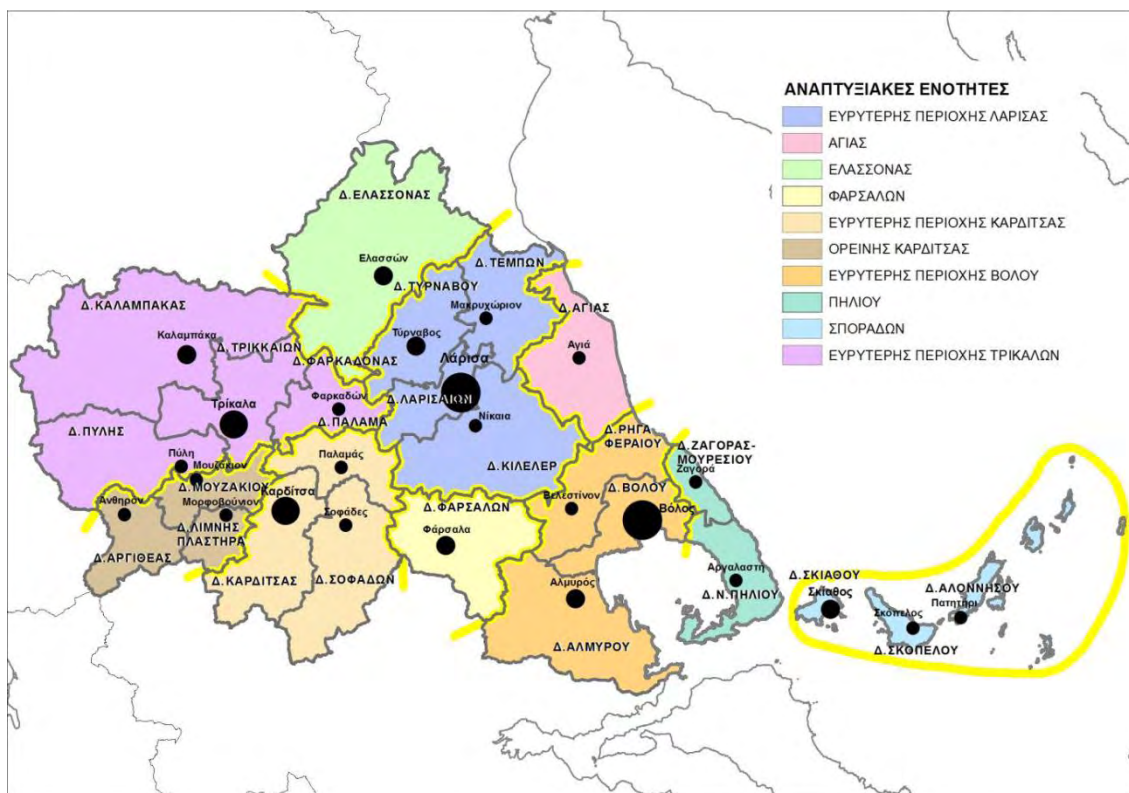 ΑΝΑΠΤΥΞΙΑΚΕΣ ΕΝΟΤΗΤΕΣ
ΕΥΡΥΤΕΡΗΣ ΠΕΡΙΟΧΗΣ ΛΑΡΙΣΑΣ
ΑΓΙΑΣ
ΕΛΑΣΣΟΝΑΣ
ΦΑΡΣΑΛΩΝ
ΕΥΡΥΤΕΡΗΣ ΠΕΡΙΟΧΗΣ ΚΑΡΔΙΤΣΑΣ
ΟΡΕΙΝΗΣ ΚΑΡΔΙΤΣΑΣ
ΕΥΡΥΤΕΡΗΣ ΠΕΡΙΟΧΗΣ ΒΟΛΟΥ
ΠΗΛΙΟΥ
ΣΠΟΡΑΔΩΝ
ΕΥΡΥΤΕΡΗΣ ΠΕΡΙΟΧΗΣ ΤΡΙΚΑΛΩΝ
Δ.ΕΛΑΣΣΟΝΑΣ
Ελασσών
Δ.ΤΕΜΠΩΝ
Δ.ΤΥΡΝΑΒΟΥ
Μακρυχώριον
Δ.ΚΑΛΑΜΠΑΚΑΣ
Δ.ΑΓΙΑΣ
Καλαμπάκα
Δ.ΤΡΙΚΚΑΙΩΝ
Τύρναβος
Αγιά
Δ.ΦΑΡΚΑΔΟΝΑΣ
Λάρισα
Φαρκαδών
Δ.ΛΑΡΙΣΑΙΩΝ
Τρίκαλα
Νίκαια
Δ.ΠΑΛΑΜΑ
Δ.ΠΥΛΗΣ
Δ.ΡΗΓΑ
ΦΕΡΑΙΟΥ
Δ.ΖΑΓΟΡΑΣ-
ΜΟΥΡΕΣΙΟΥ
Ζαγορά
Πύλη
Μουζάκιον
Παλαμάς
Δ.ΚΙΛΕΛΕΡ
Δ.ΜΟΥΖΑΚΙΟΥ
Καρδίτσα
Δ.ΒΟΛΟΥ
Ανθηρόν
Μορφοβούνιον
Σοφάδες
Δ.ΦΑΡΣΑΛΩΝ
Βελεστίνον
Βόλος
Δ.ΛΙΜΝΗΣ
ΠΛΑΣΤΗΡΑ
Φάρσαλα
Δ.ΑΡΓΙΘΕΑΣ
Δ.ΚΑΡΔΙΤΣΑΣ
Δ.ΣΟΦΑΔΩΝ
Αλμυρός
Αργαλαστή
Δ.Ν.ΠΗΛΙΟΥ
Δ.ΣΚΙΑΘΟΥ
Σκίαθος
Δ.ΑΛΟΝΝΗΣΟΥ
Πατητήρι
Σκόπελος
Δ.ΣΚΟΠΕΛΟΥ
Δ.ΑΛΜΥΡΟΥ